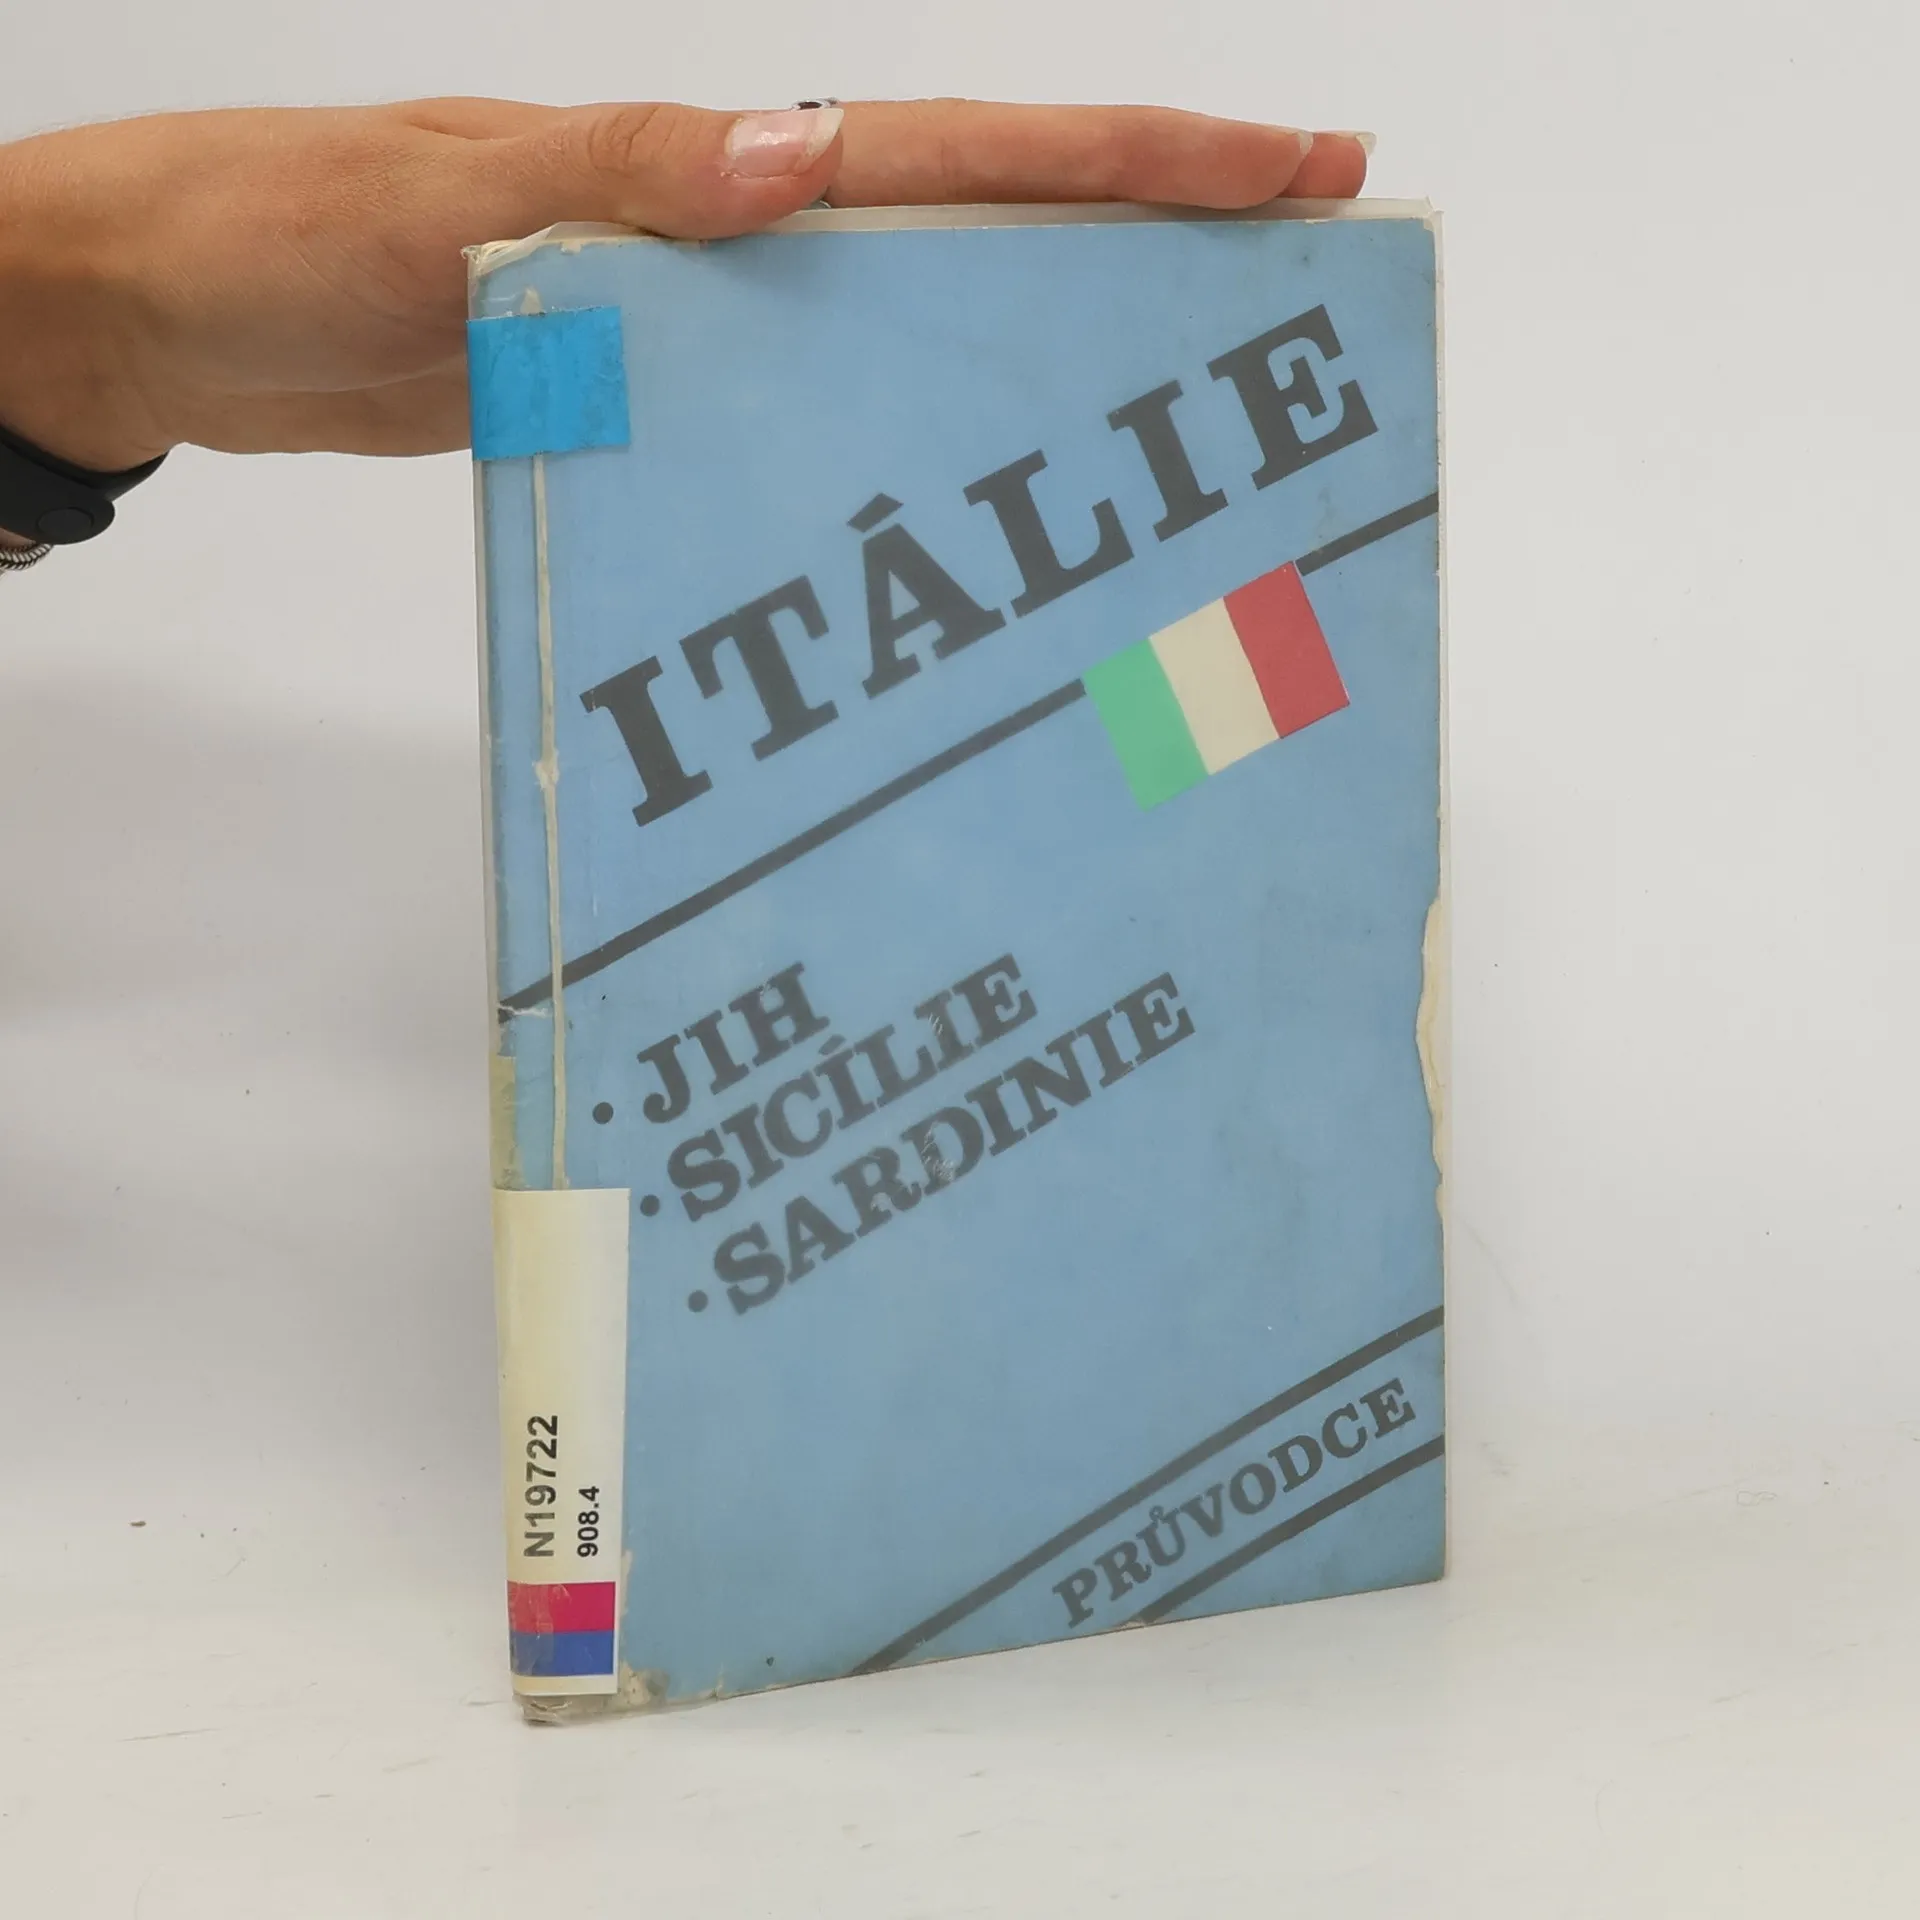 ITÁLIE
• JIH
• SICÍLIE
• SARDINIE
PRŮVODCE
N19722
908.4